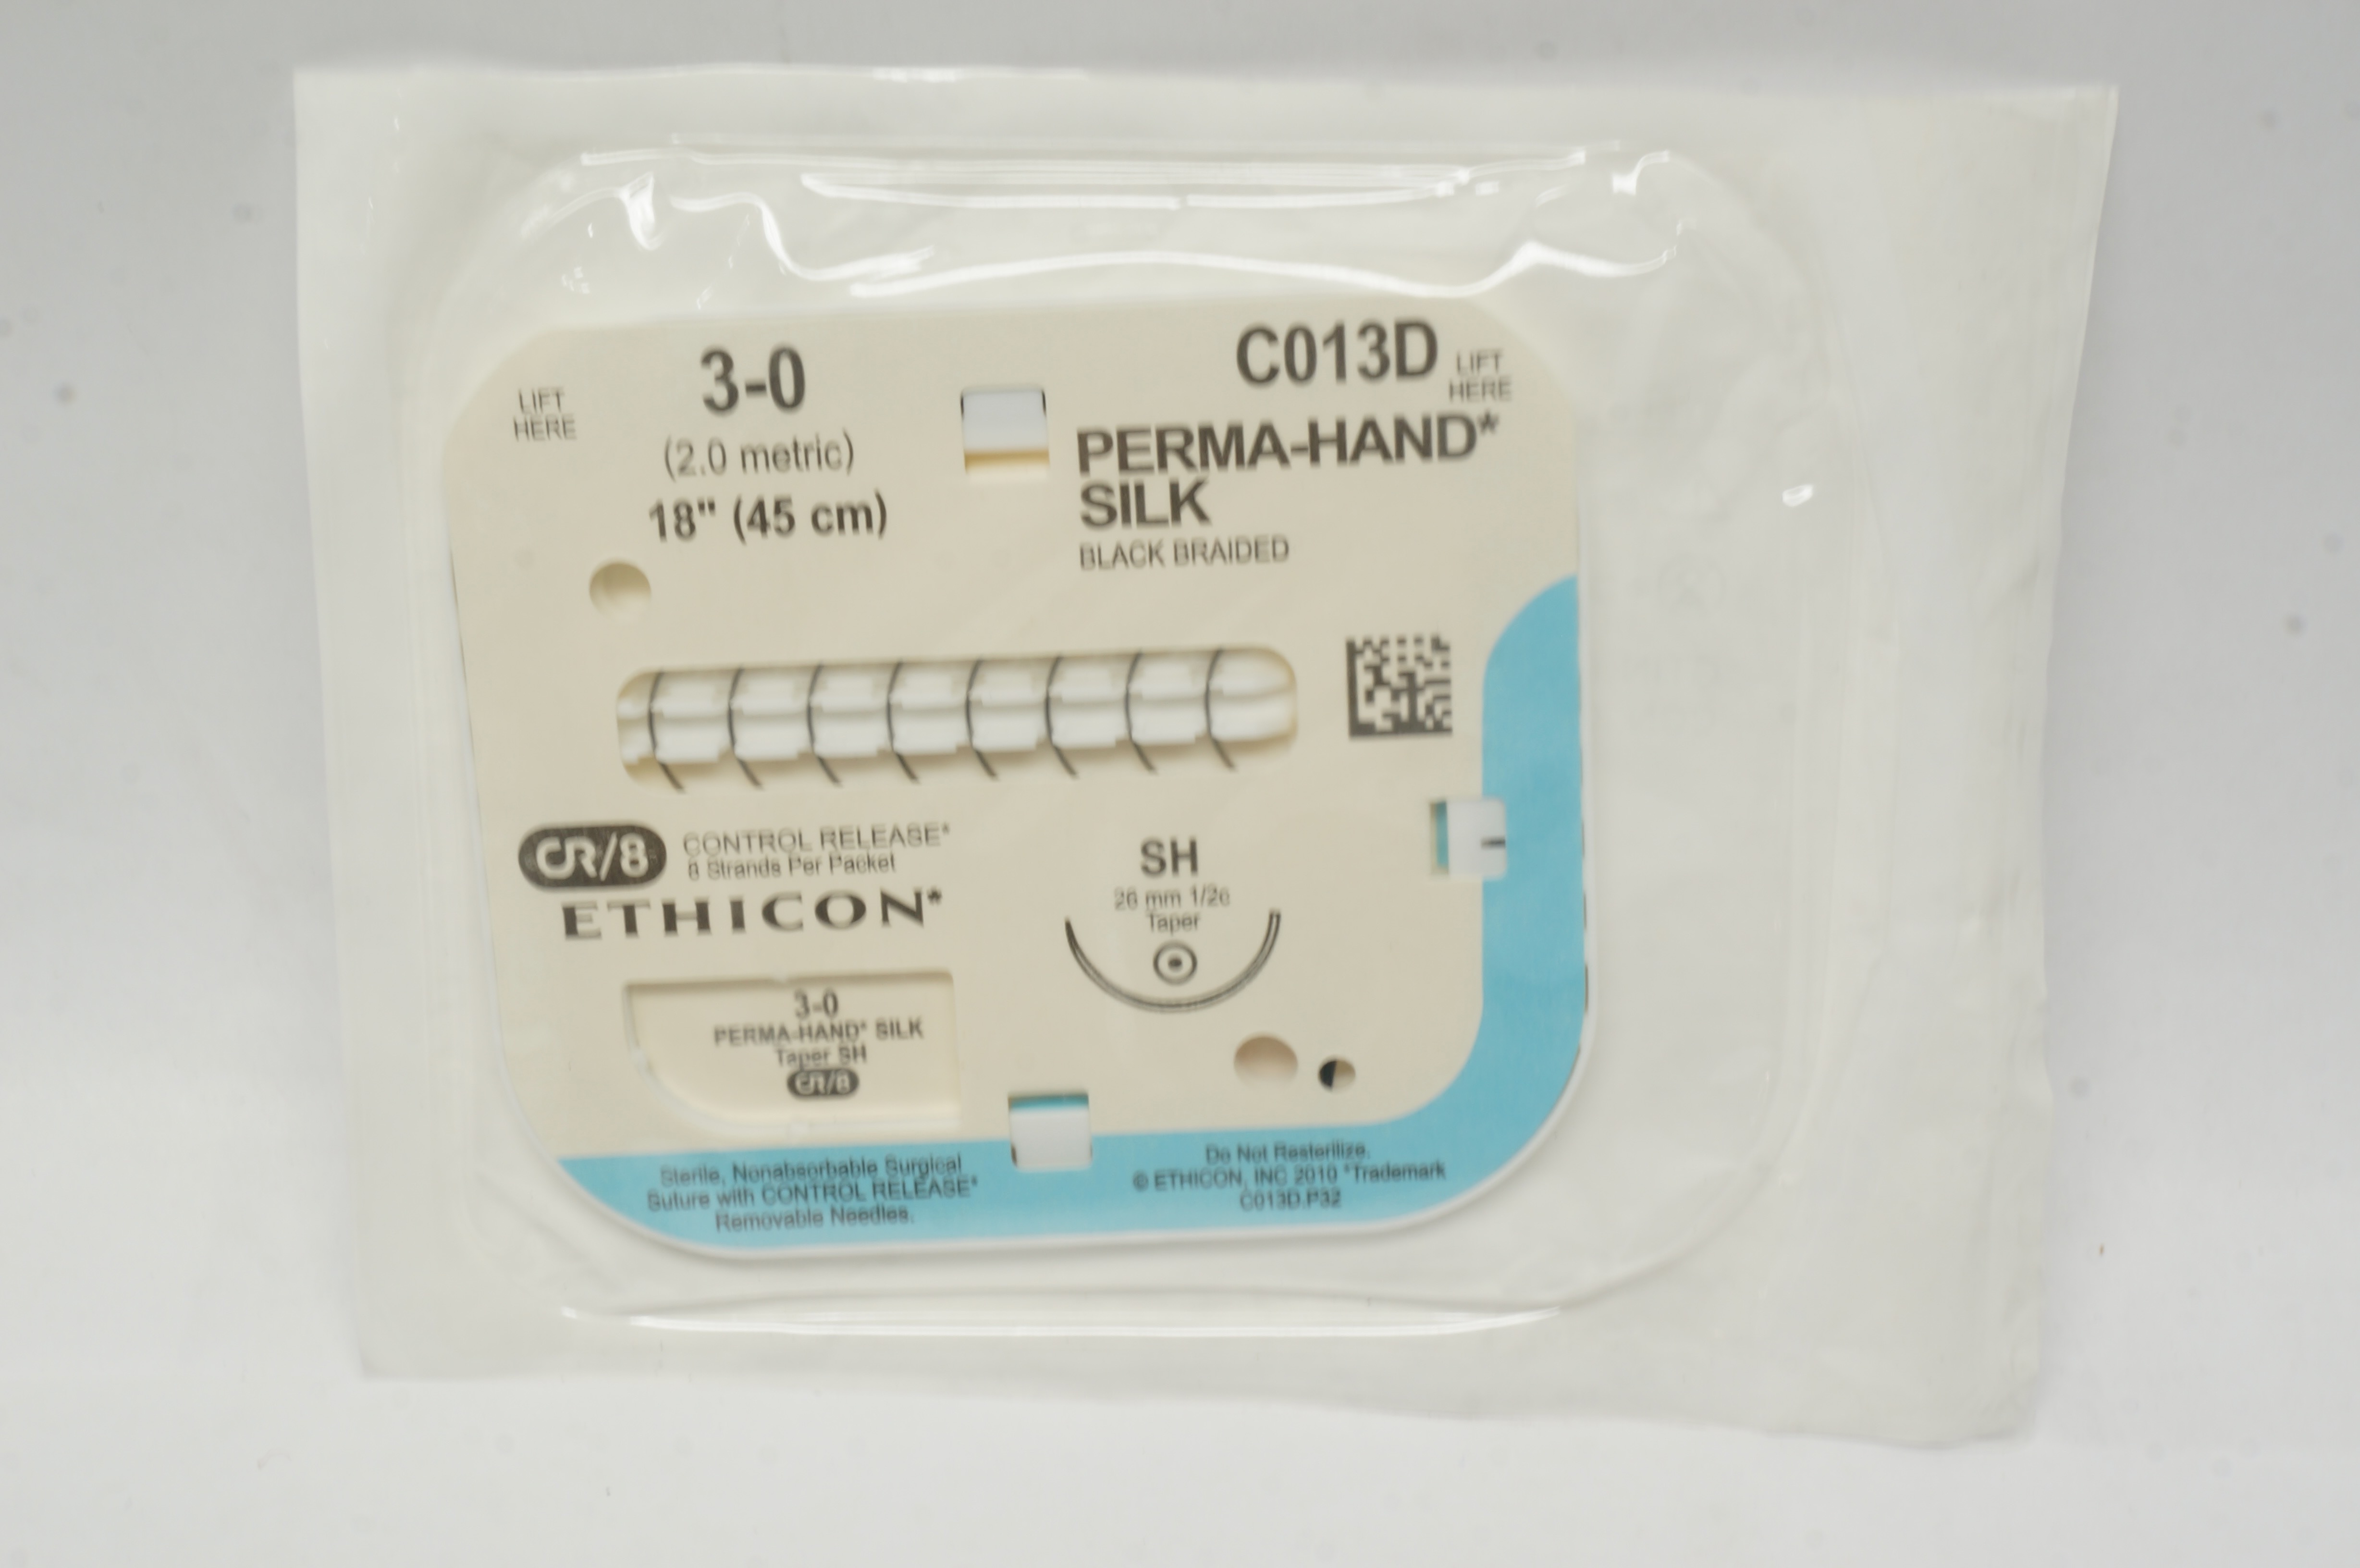 3-0
(2.0 metric)
18" (45 cm)
LIFT
HERE
C013D
LIFT
HERE
PERMA-HAND*
SILK
BLACK BRAIDED
CR/8
CONTROL RELEASE*
8 Strands Per Packet
ETHICON*
SH
26 mm 1/2c
Taper
3-0
PERMA-HAND* SILK
Taper SH
CR/8
Sterile, Nonabsorbable Surgical
Suture with CONTROL RELEASE*
Removable Needles.
Do Not Resterilize.
© ETHICON, INC 2010 *Trademark
C013D.P32